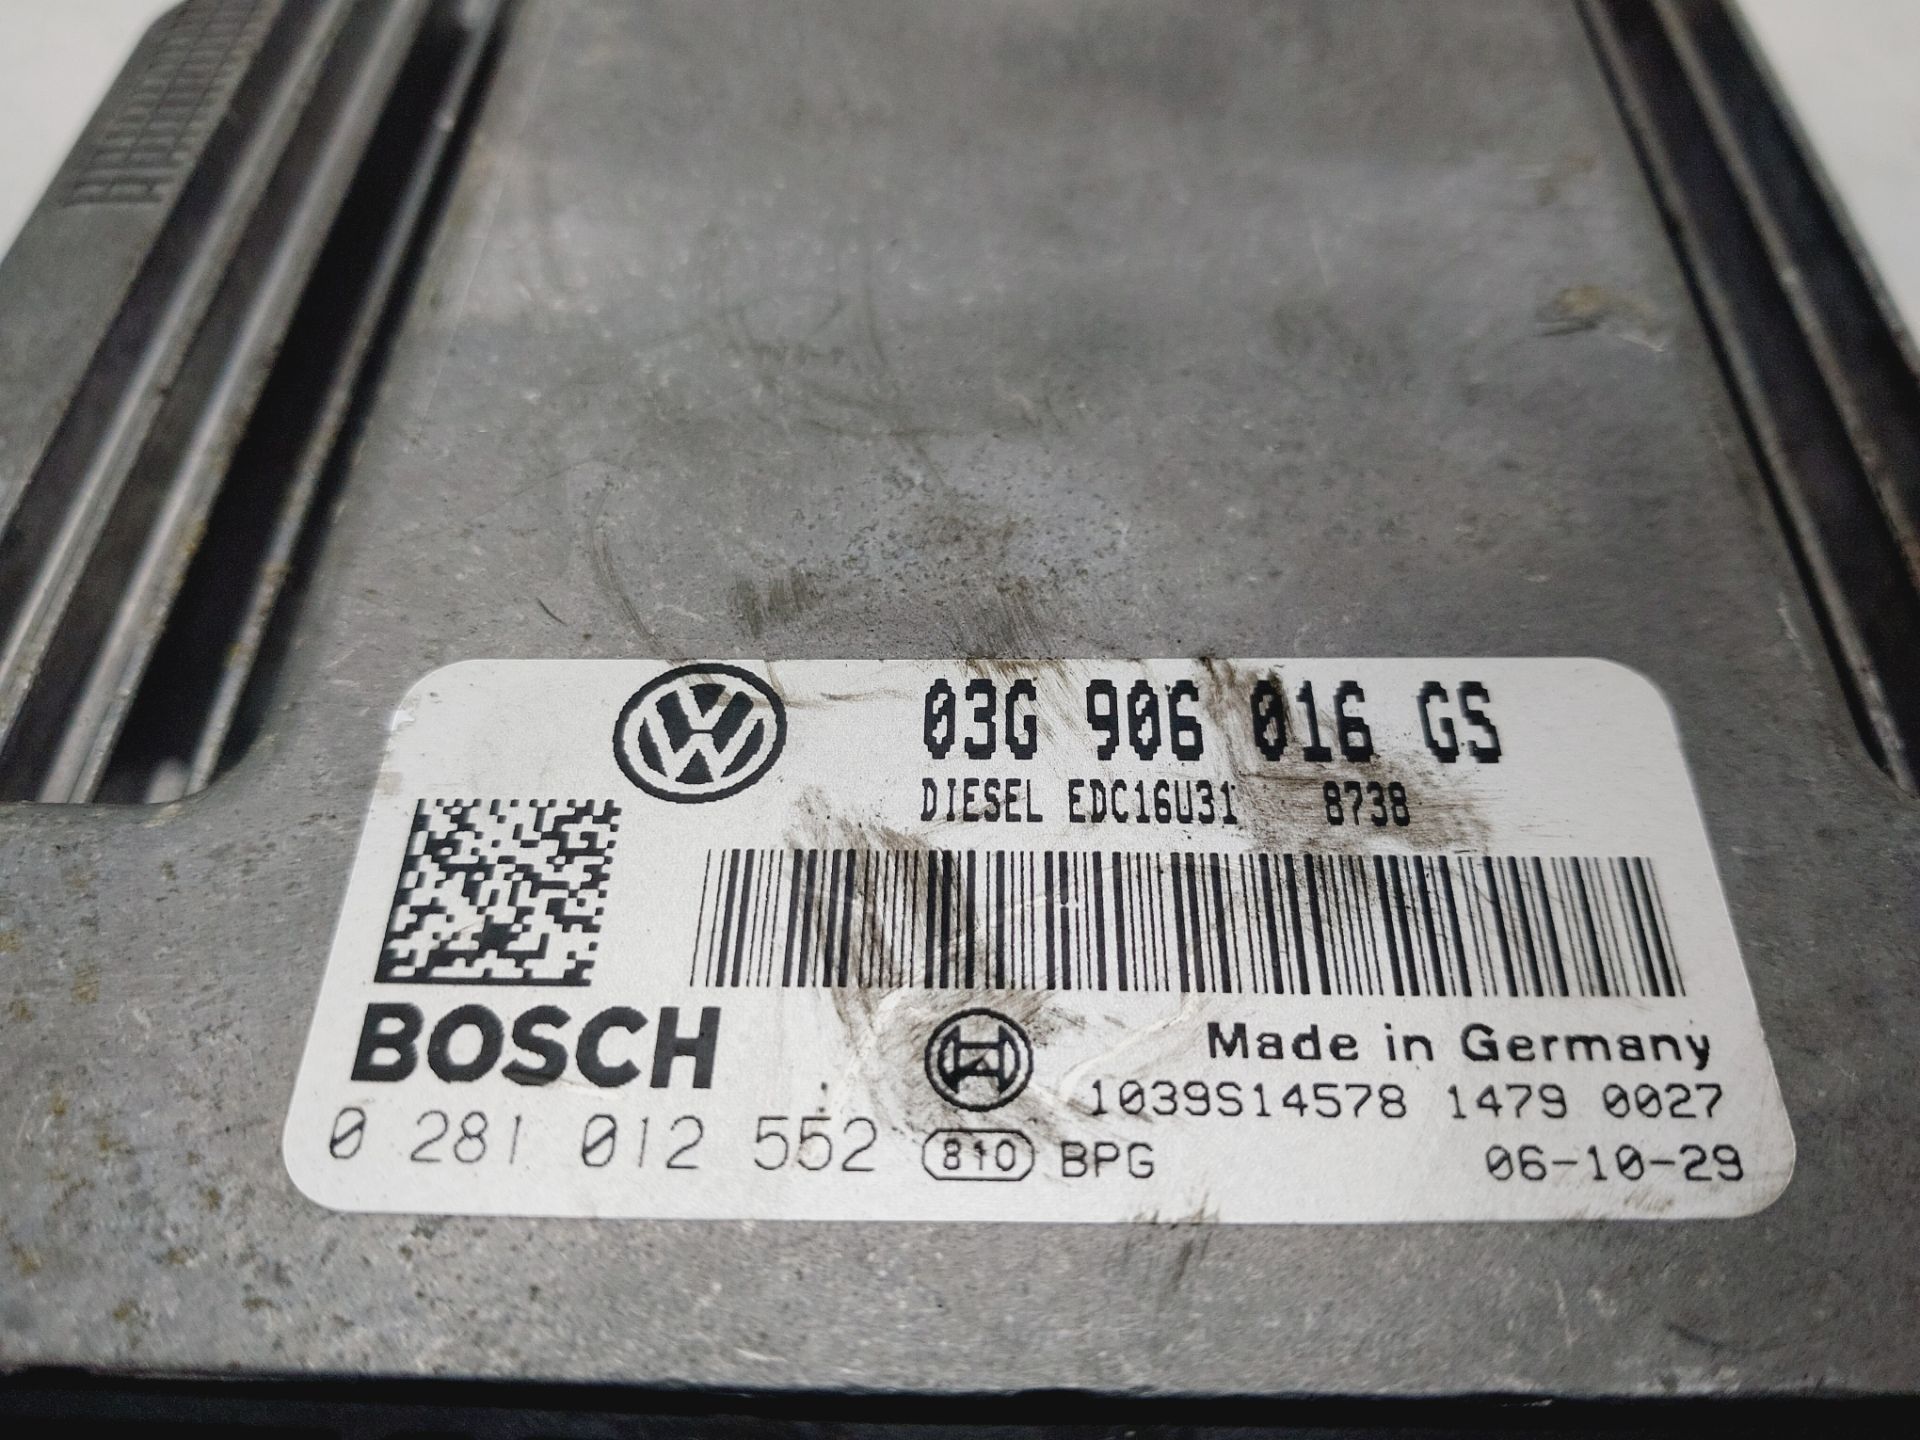 03G 906 016 GS
DIESEL EDC16U31 8738
BOSCH
Made in Germany
1039S14578 1479 0027
0 281 012 552
810 BPG
06-10-29